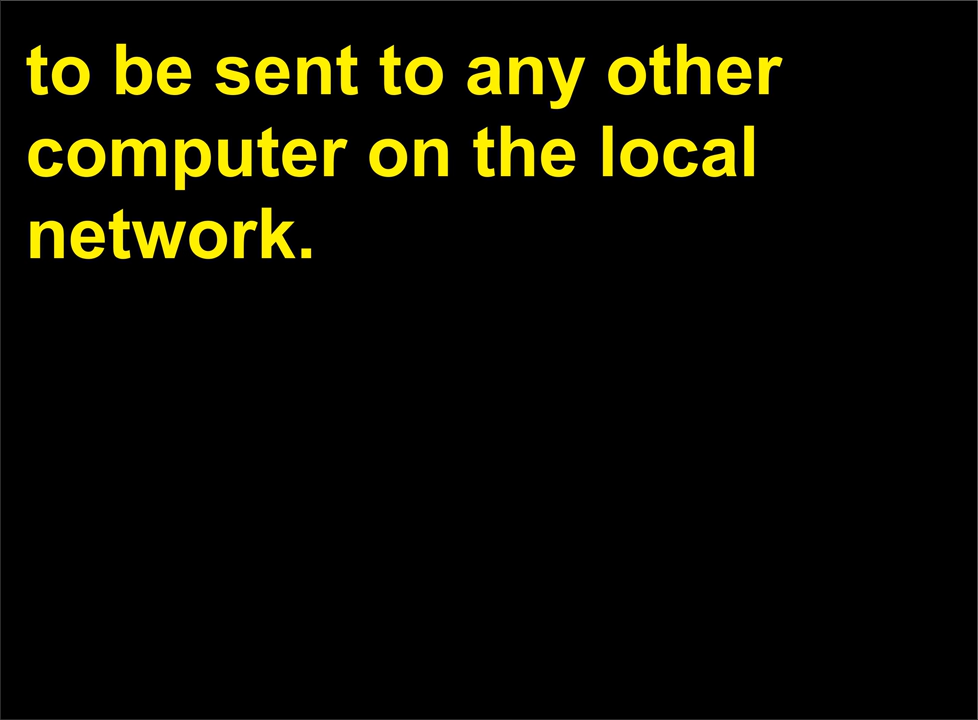 to be sent to any other
computer on the local
network.